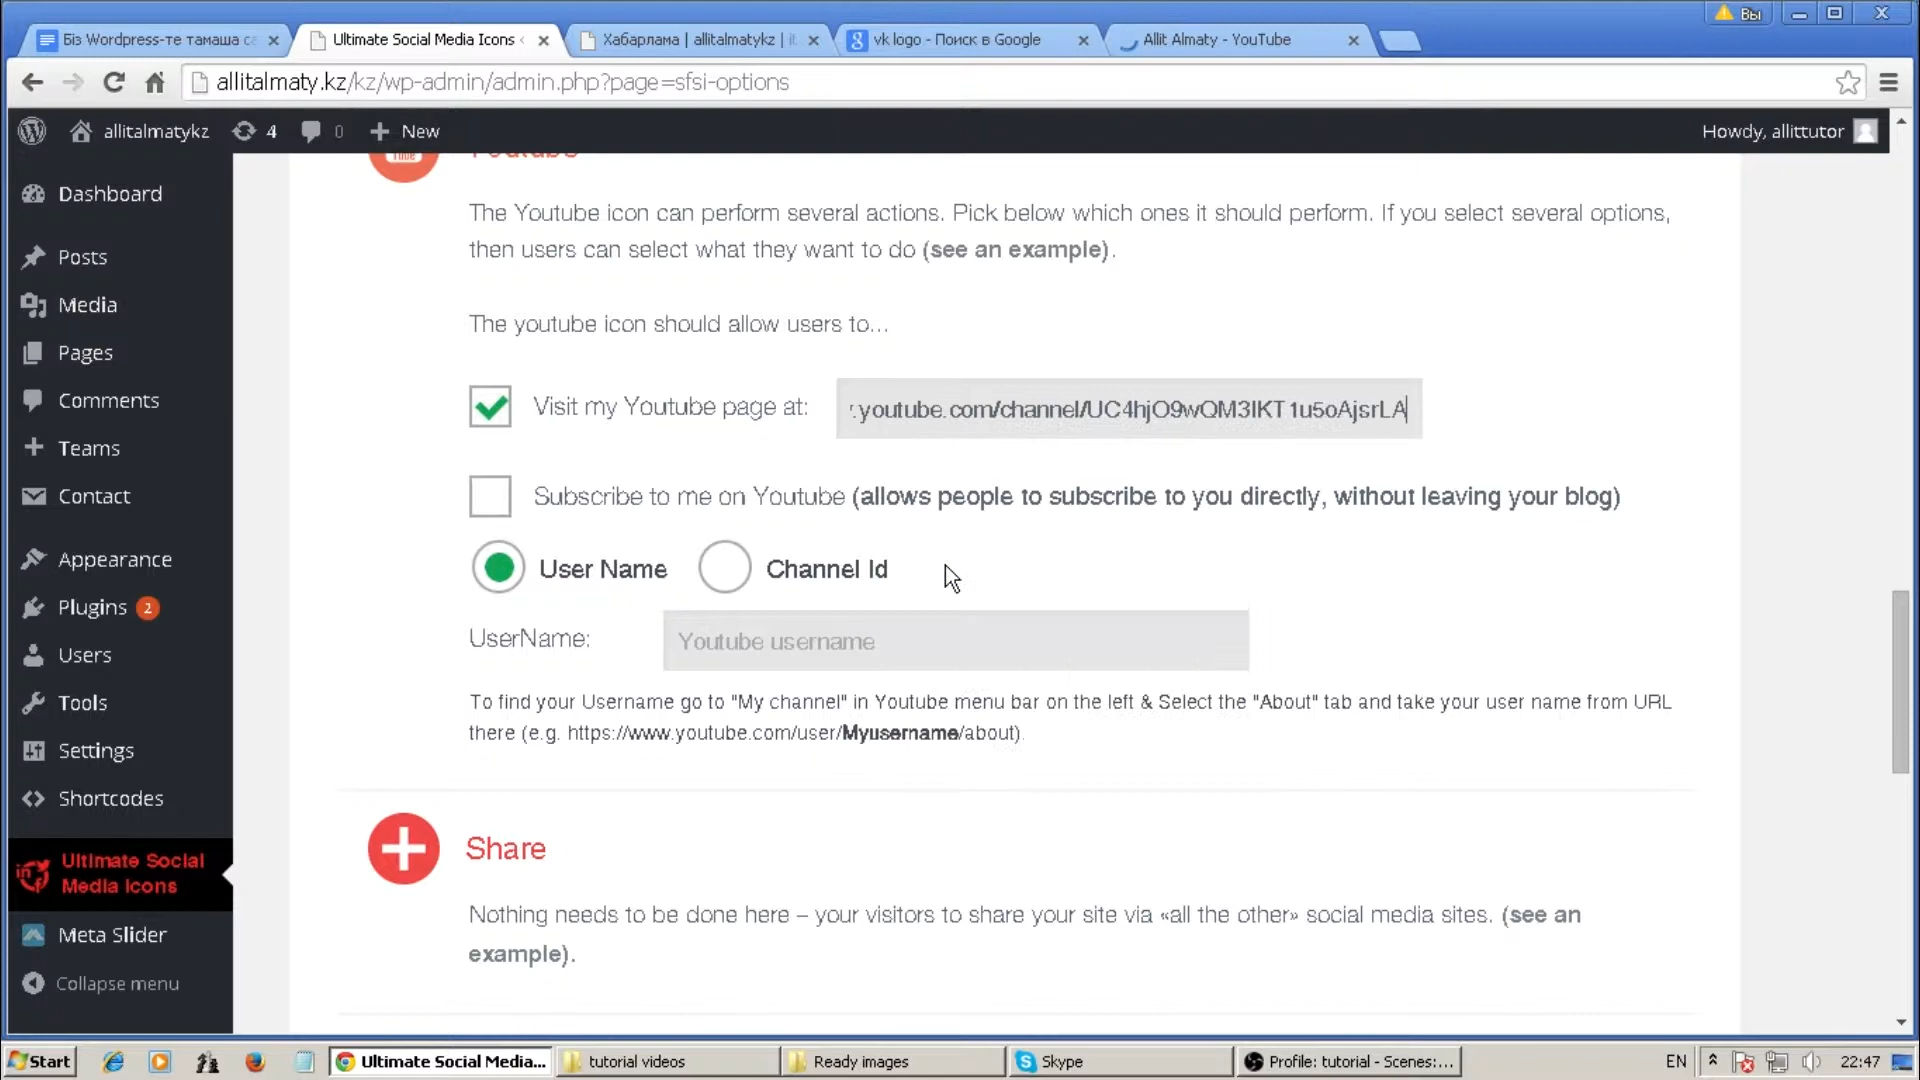 Вы
Біз Wordpress-те тамаша са
Ultimate Social Media Icons ‹
Хабарлама | allitalmatykz |
vk logo - Поиск в Google
Allit Almaty - YouTube
allitalmaty.kz/kz/wp-admin/admin.php?page=sfsi-options
allitalmatykz
4
0
New
Howdy, allittutor
Dashboard
Posts
Media
Pages
Comments
Teams
Contact
Appearance
Plugins 2
Users
Tools
Settings
Shortcodes
Ultimate Social
Media Icons
Meta Slider
Collapse menu
The Youtube icon can perform several actions. Pick below which ones it should perform. If you select several options,
then users can select what they want to do (see an example).
The youtube icon should allow users to...
Visit my Youtube page at:
.youtube.com/channel/UC4hjO9wQM3lKT1u5oAjsrLA
Subscribe to me on Youtube (allows people to subscribe to you directly, without leaving your blog)
User Name
Channel Id
UserName:
Youtube username
To find your Username go to "My channel" in Youtube menu bar on the left & Select the "About" tab and take your user name from URL
there (e.g. https://www.youtube.com/user/Myusername/about).
Share
Nothing needs to be done here – your visitors to share your site via «all the other» social media sites. (see an
example).
Start
Ultimate Social Media...
tutorial videos
Ready images
Skype
Profile: tutorial - Scenes:...
EN
22:47